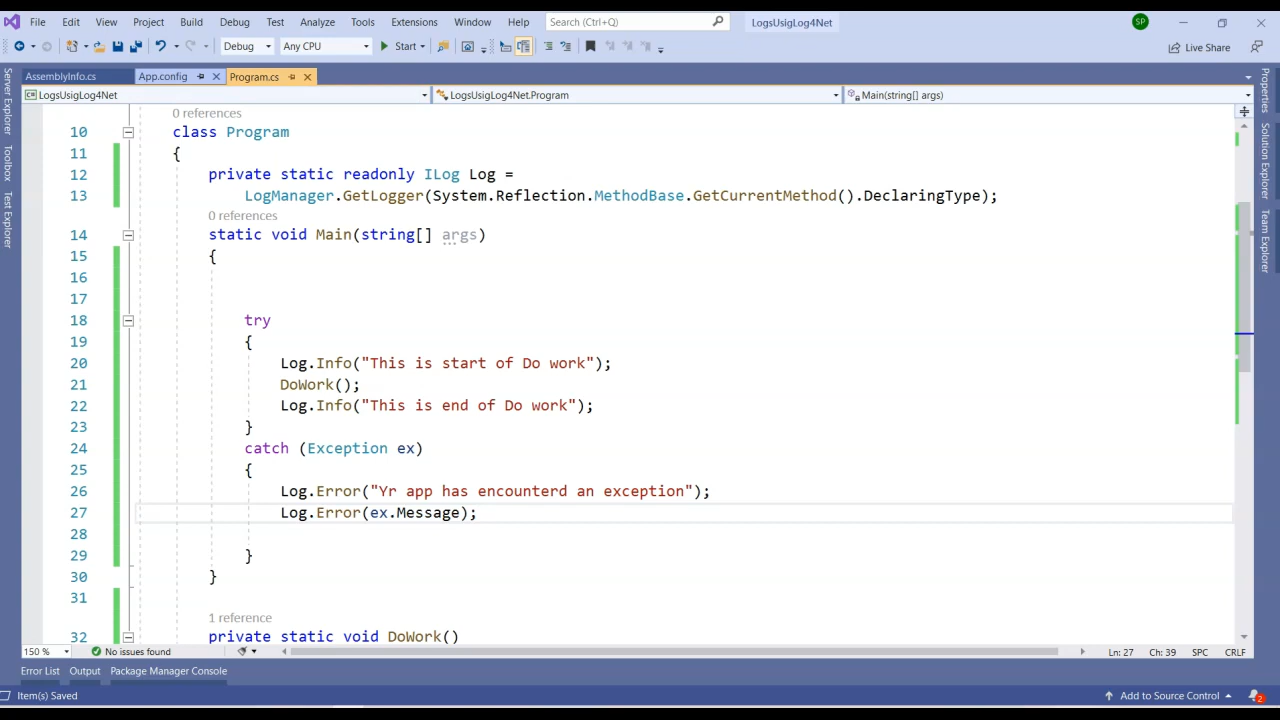 File Edit View Project Build Debug Test Analyze Tools Extensions Window Help Search (Ctrl+Q) LogsUsigLog4Net SP
Debug Any CPU Start Live Share
AssemblyInfo.cs App.config Program.cs
LogsUsigLog4Net LogsUsigLog4Net.Program Main(string[] args)
0 references
10 class Program
11 {
12 private static readonly ILog Log =
13 LogManager.GetLogger(System.Reflection.MethodBase.GetCurrentMethod().DeclaringType);
0 references
14 static void Main(string[] args)
15 {
16
17
18 try
19 {
20 Log.Info("This is start of Do work");
21 DoWork();
22 Log.Info("This is end of Do work");
23 }
24 catch (Exception ex)
25 {
26 Log.Error("Yr app has encounterd an exception");
27 Log.Error(ex.Message);
28
29 }
30 }
31
1 reference
32 private static void DoWork()
150 % No issues found Ln: 27 Ch: 39 SPC CRLF
Error List Output Package Manager Console
Item(s) Saved Add to Source Control 2
Server Explorer
Toolbox
Test Explorer
Properties
Solution Explorer
Team Explorer